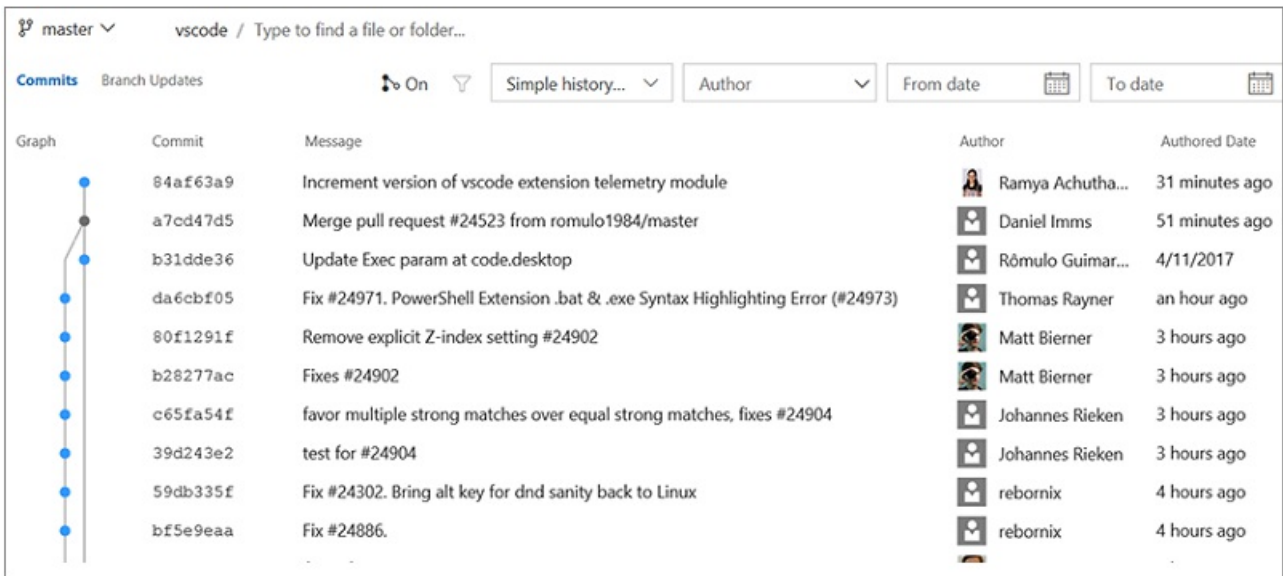 master vscode / Type to find a file or folder...
Commits Branch Updates On Simple history... Author From date To date
Graph Commit Message Author Authored Date
84af63a9 Increment version of vscode extension telemetry module Ramya Achutha... 31 minutes ago
a7cd47d5 Merge pull request #24523 from romulo1984/master Daniel Imms 51 minutes ago
b31dde36 Update Exec param at code.desktop Rômulo Guimar... 4/11/2017
da6cbf05 Fix #24971. PowerShell Extension .bat & .exe Syntax Highlighting Error (#24973) Thomas Rayner an hour ago
80f1291f Remove explicit Z-index setting #24902 Matt Bierner 3 hours ago
b28277ac Fixes #24902 Matt Bierner 3 hours ago
c65fa54f favor multiple strong matches over equal strong matches, fixes #24904 Johannes Rieken 3 hours ago
39d243e2 test for #24904 Johannes Rieken 3 hours ago
59db335f Fix #24302. Bring alt key for dnd sanity back to Linux rebornix 4 hours ago
bf5e9eaa Fix #24886. rebornix 4 hours ago